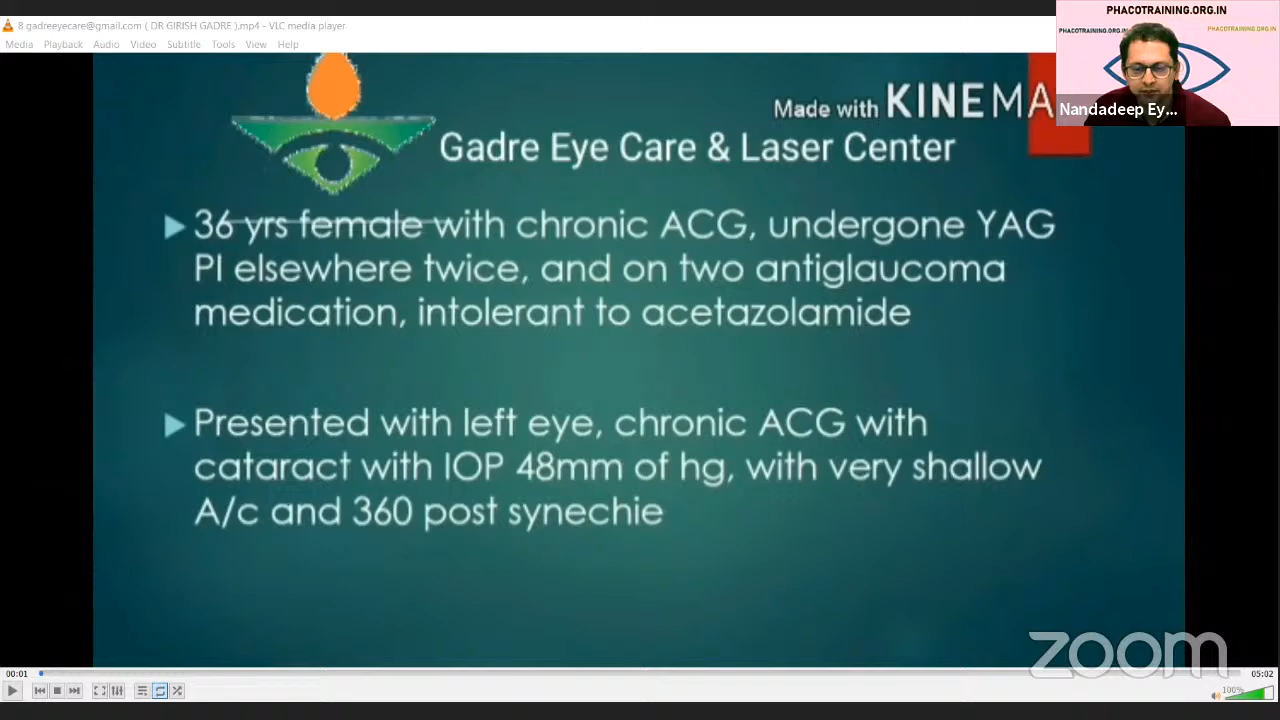 8 gadreeyecare@gmail.com ( DR GIRISH GADRE ).mp4 - VLC media player
Media Playback Audio Video Subtitle Tools View Help
PHACOTRAINING.ORG.IN
PHACOTRAINING.ORG.IN
PHACOTRAINING.ORG.IN
Nandadeep Ey...
Made with KINEMA
Gadre Eye Care & Laser Center
36 yrs female with chronic ACG, undergone YAG
PI elsewhere twice, and on two antiglaucoma
medication, intolerant to acetazolamide
Presented with left eye, chronic ACG with
cataract with IOP 48mm of hg, with very shallow
A/c and 360 post synechie
zoom
00:01
05:02
100%